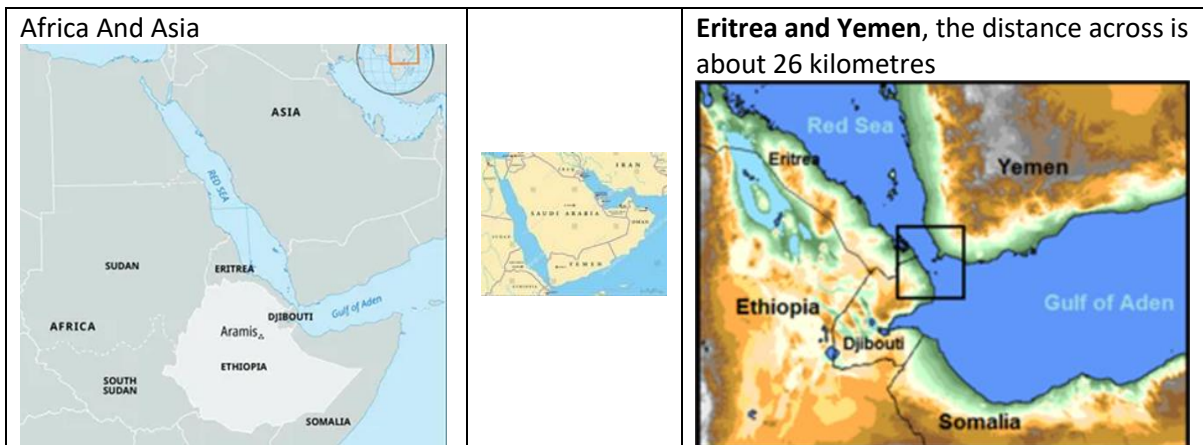 Africa And Asia
ASIA
RED SEA
SUDAN
ERITREA
DJIBOUTI
Gulf of Aden
AFRICA
Aramis
ETHIOPIA
SOUTH
SUDAN
SOMALIA
IRAN
SAUDI ARABIA
OMAN
YEMEN
Eritrea and Yemen, the distance across is
about 26 kilometres
Red Sea
Eritrea
Yemen
Ethiopia
Gulf of Aden
Djibouti
Somalia